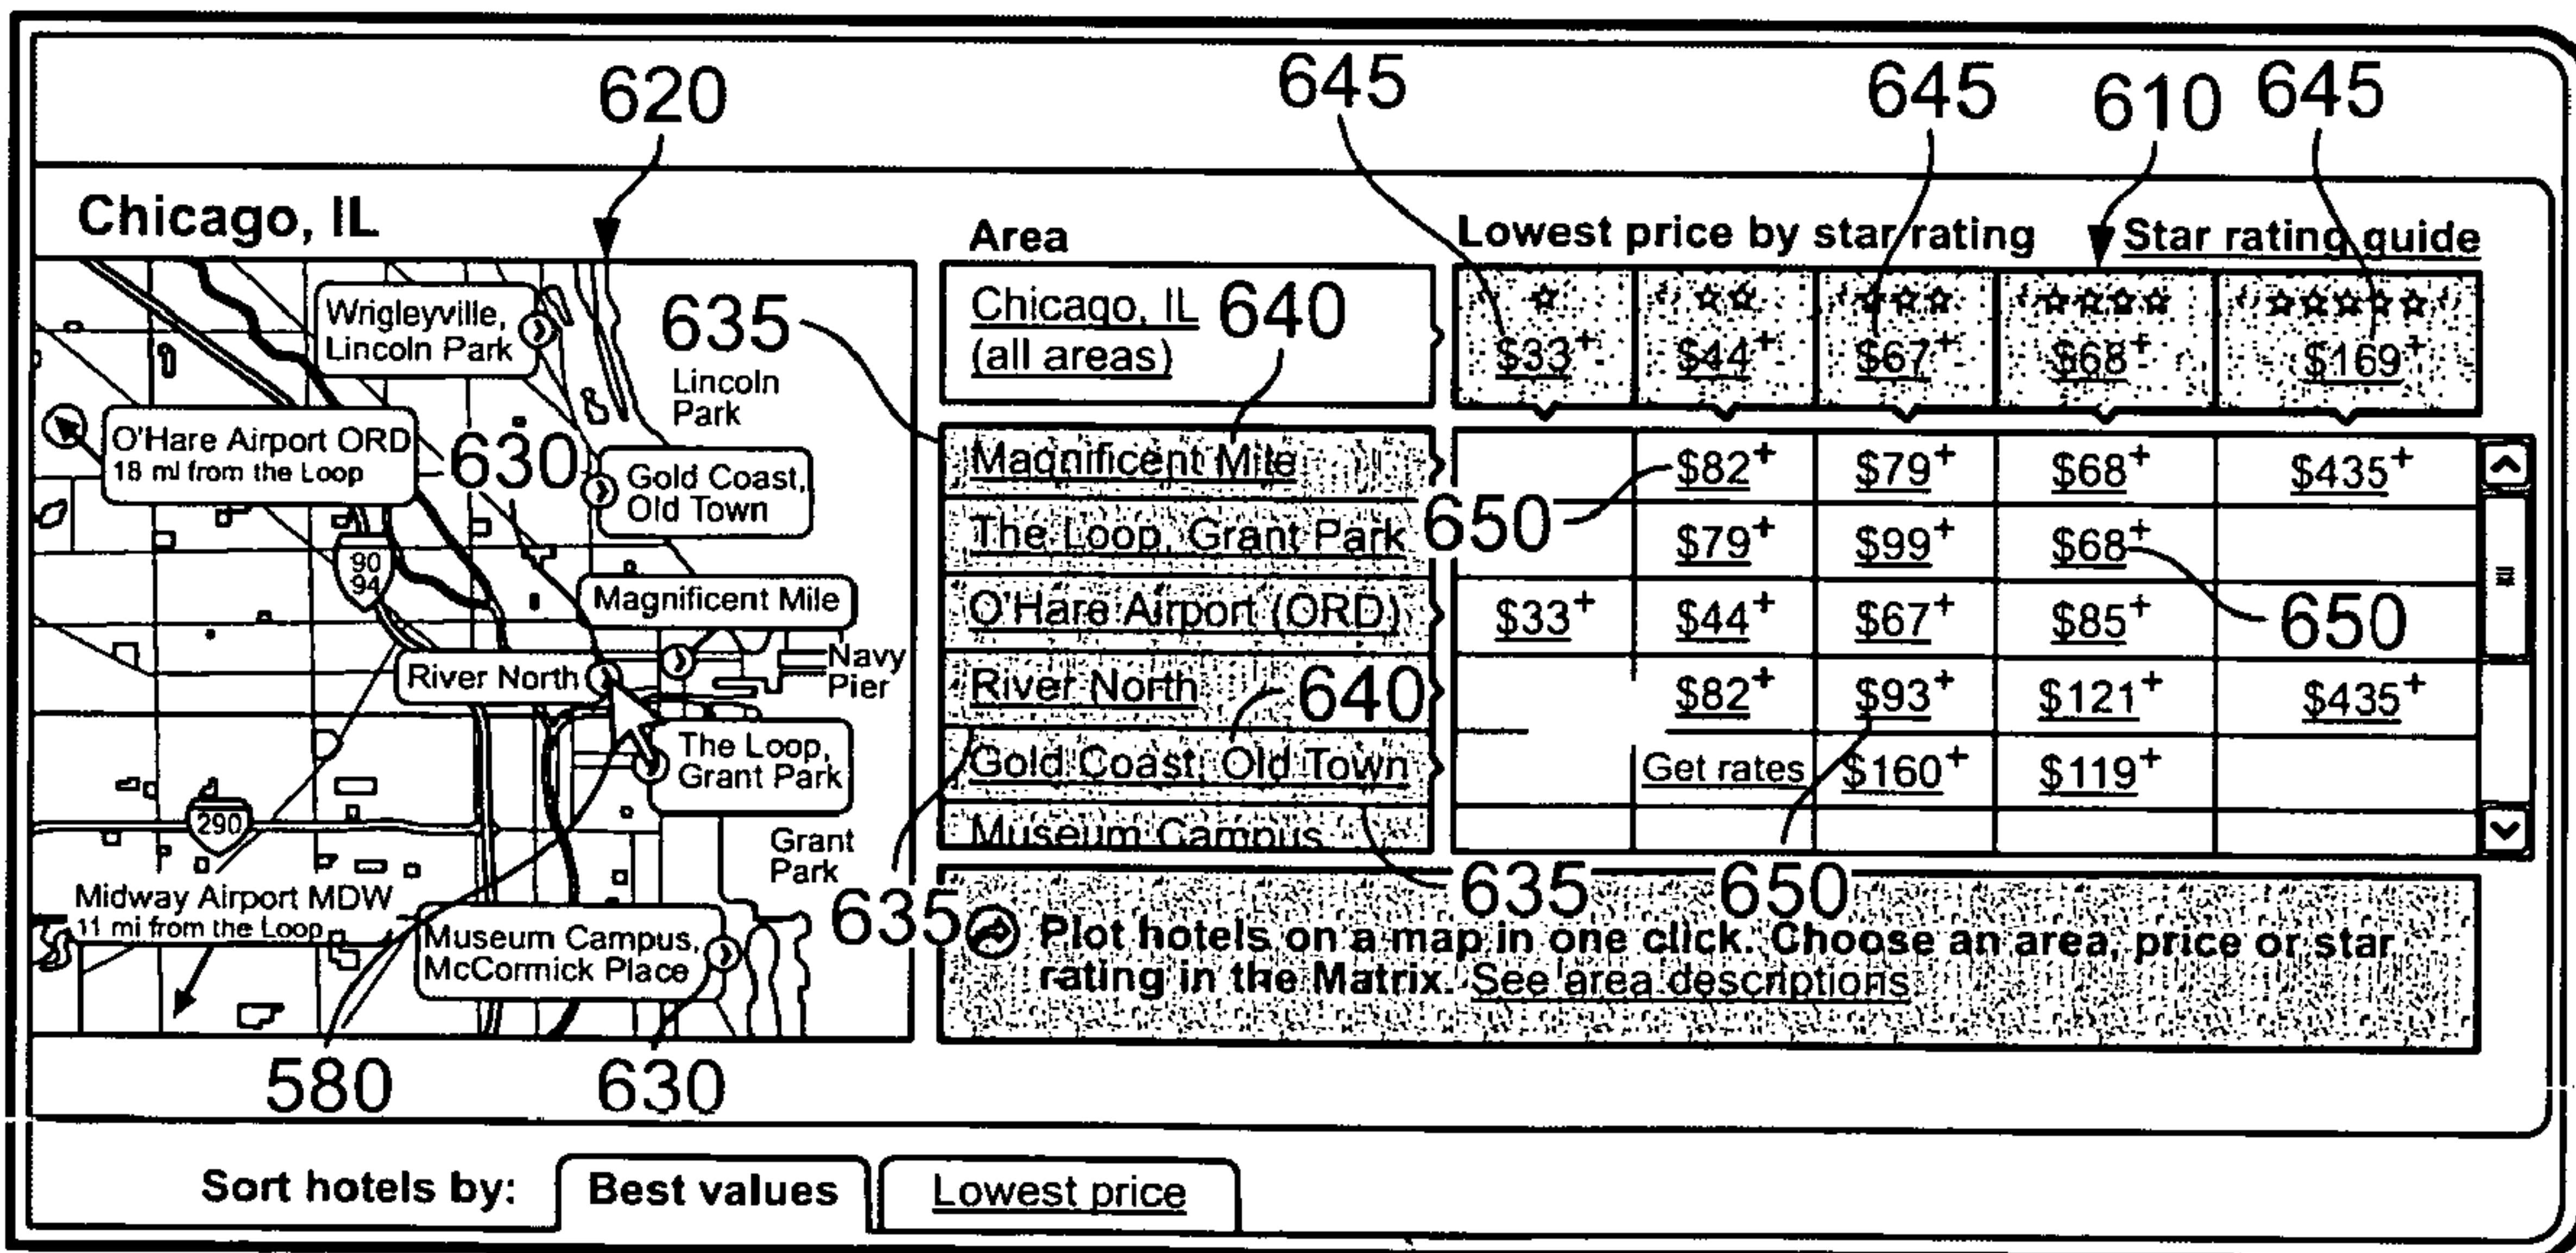 620
645
645
610
645
Chicago, IL
Area
Lowest price by star rating
Star rating guide
Wrigleyville,
Lincoln Park
635
Lincoln
Park
O'Hare Airport ORD
18 mi from the Loop
630
Gold Coast,
Old Town
90
94
Magnificent Mile
River North
Navy
Pier
The Loop,
Grant Park
290
Grant
Park
Midway Airport MDW
11 mi from the Loop
Museum Campus,
McCormick Place
580
630
Chicago, IL
(all areas)
640
$33+
$44+
$67+
$68+
$169+
Magnificent Mile
$82+
$79+
$68+
$435+
650
The Loop, Grant Park
$79+
$99+
$68+
O'Hare Airport (ORD)
$33+
$44+
$67+
$85+
650
River North
640
$82+
$93+
$121+
$435+
Gold Coast, Old Town
Get rates
$160+
$119+
Museum Campus
635
635
650
Plot hotels on a map in one click. Choose an area, price or star
rating in the Matrix. See area descriptions
Sort hotels by:
Best values
Lowest price